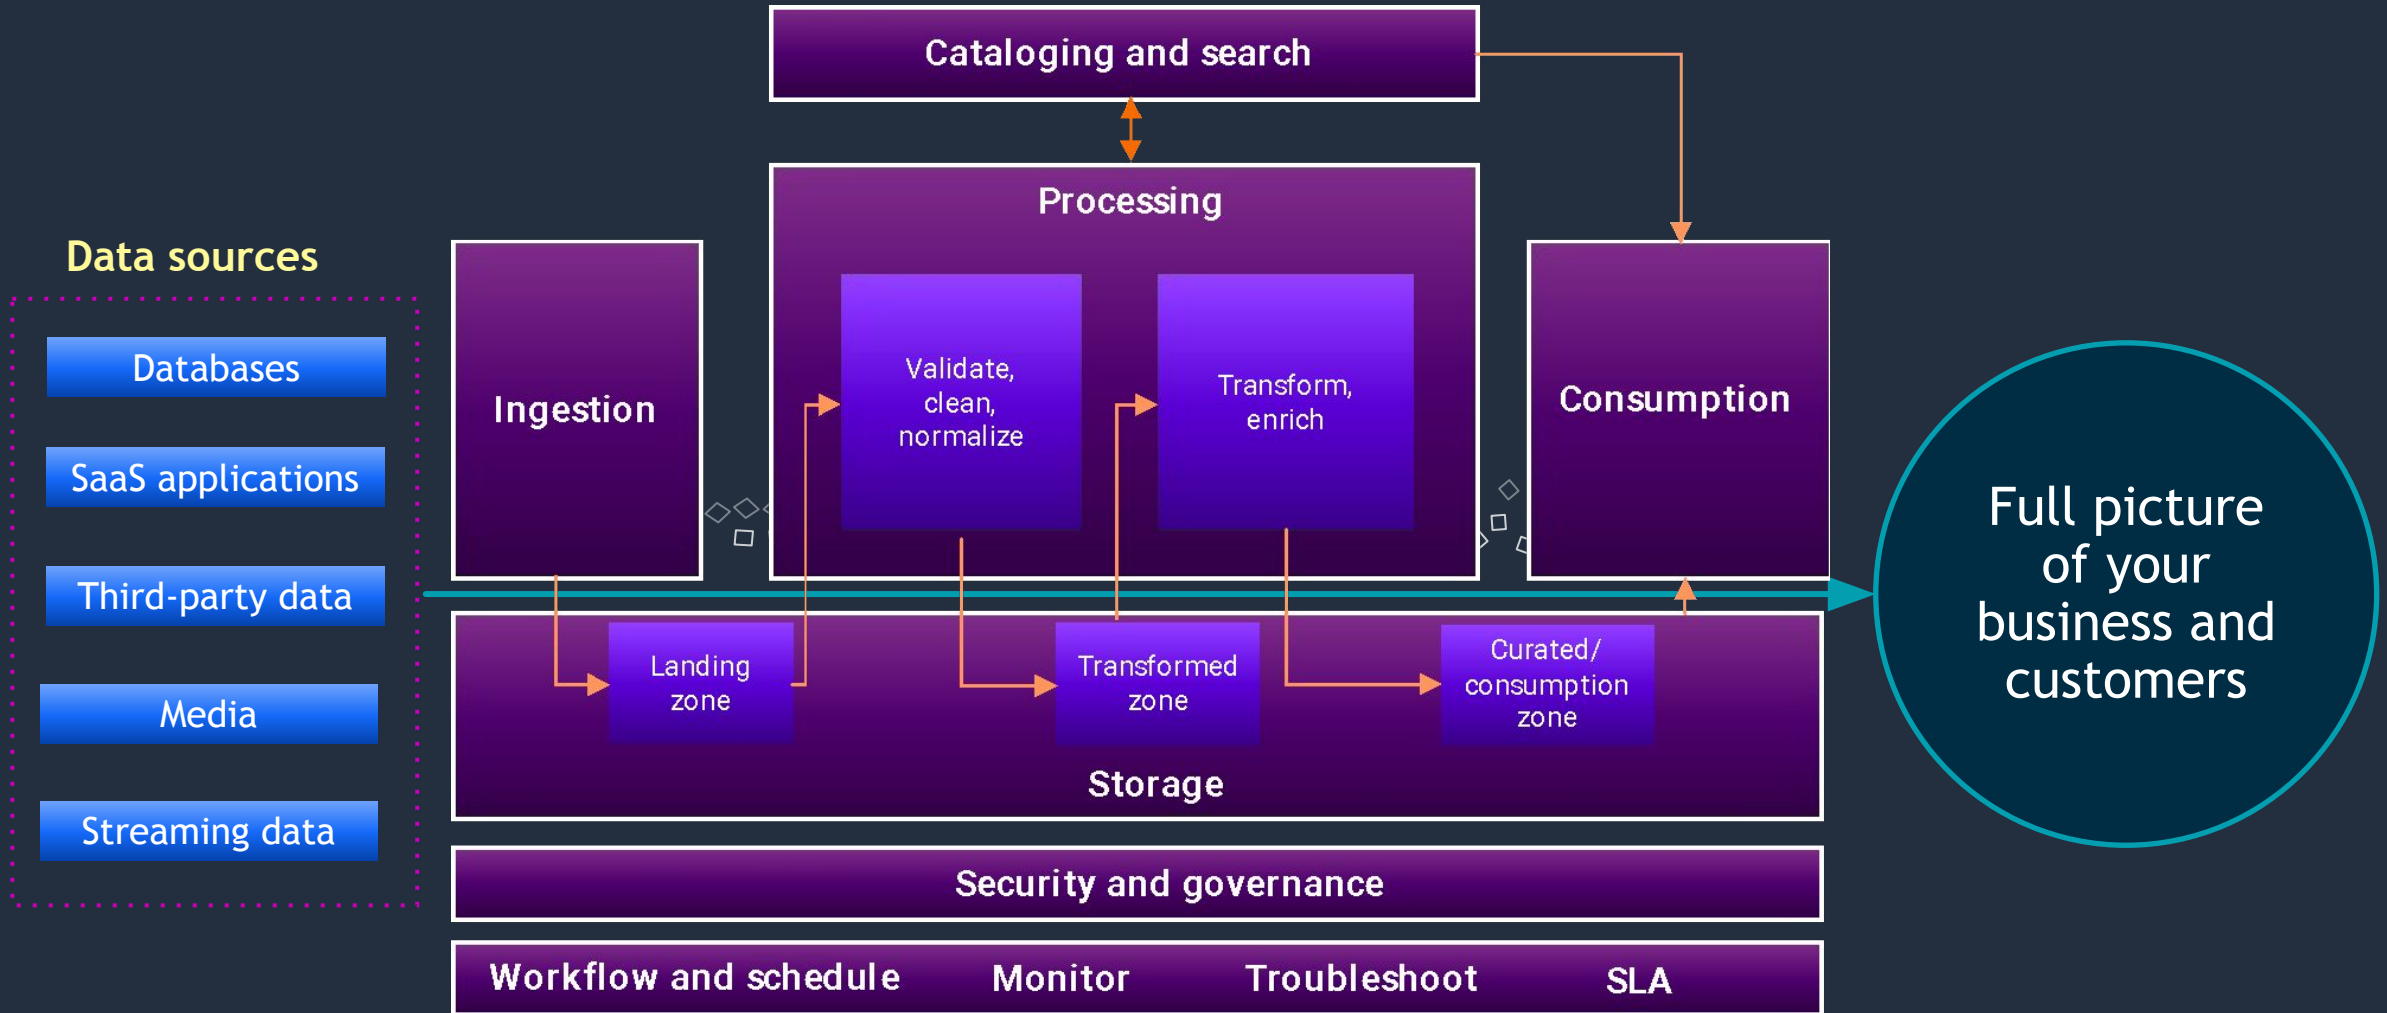 Cataloging and search
Processing
Data sources
Databases
SaaS applications
Third-party data
Media
Streaming data
Ingestion
Validate,
clean,
normalize
Transform,
enrich
Consumption
Landing
zone
Transformed
zone
Curated/
consumption
zone
Storage
Full picture
of your
business and
customers
Security and governance
Workflow and schedule Monitor Troubleshoot SLA